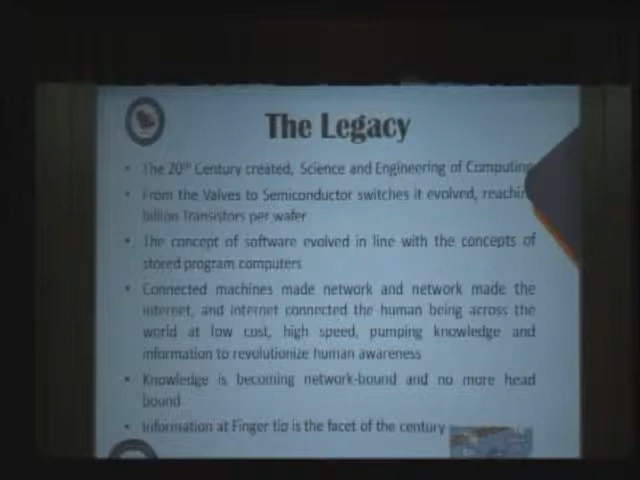 The Legacy
• The 20th Century created, Science and Engineering of Computing
• From the Valves to Semiconductor switches it evolved, reaching
billion Transistors per wafer
• The concept of software evolved in line with the concepts of
stored program computers
• Connected machines made network and network made the
internet, and internet connected the human being across the
world at low cost, high speed, pumping knowledge and
information to revolutionize human awareness
• Knowledge is becoming network-bound and no more head
bound
• Information at Finger tip is the facet of the century